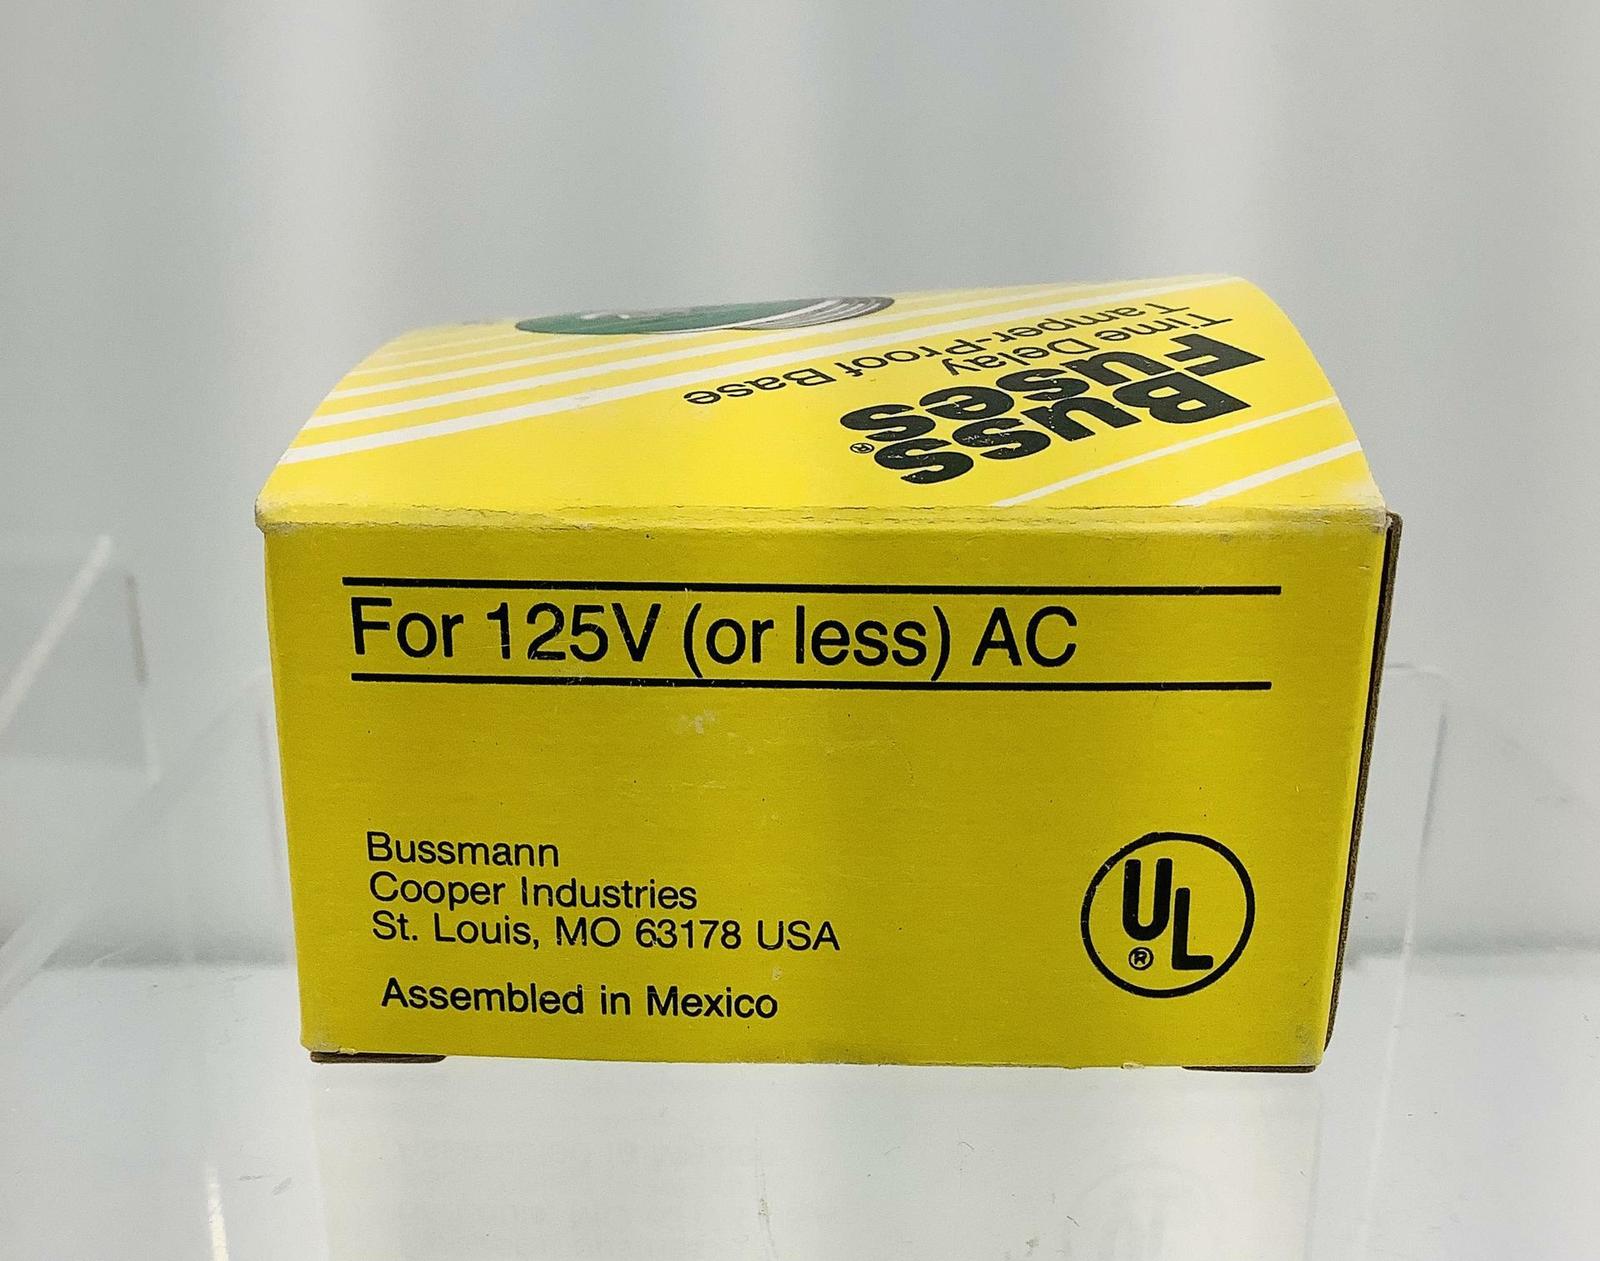 Buss®
Fuses
Time Delay
Tamper-Proof Base
For 125V (or less) AC
Bussmann
Cooper Industries
St. Louis, MO 63178 USA
Assembled in Mexico
UL®